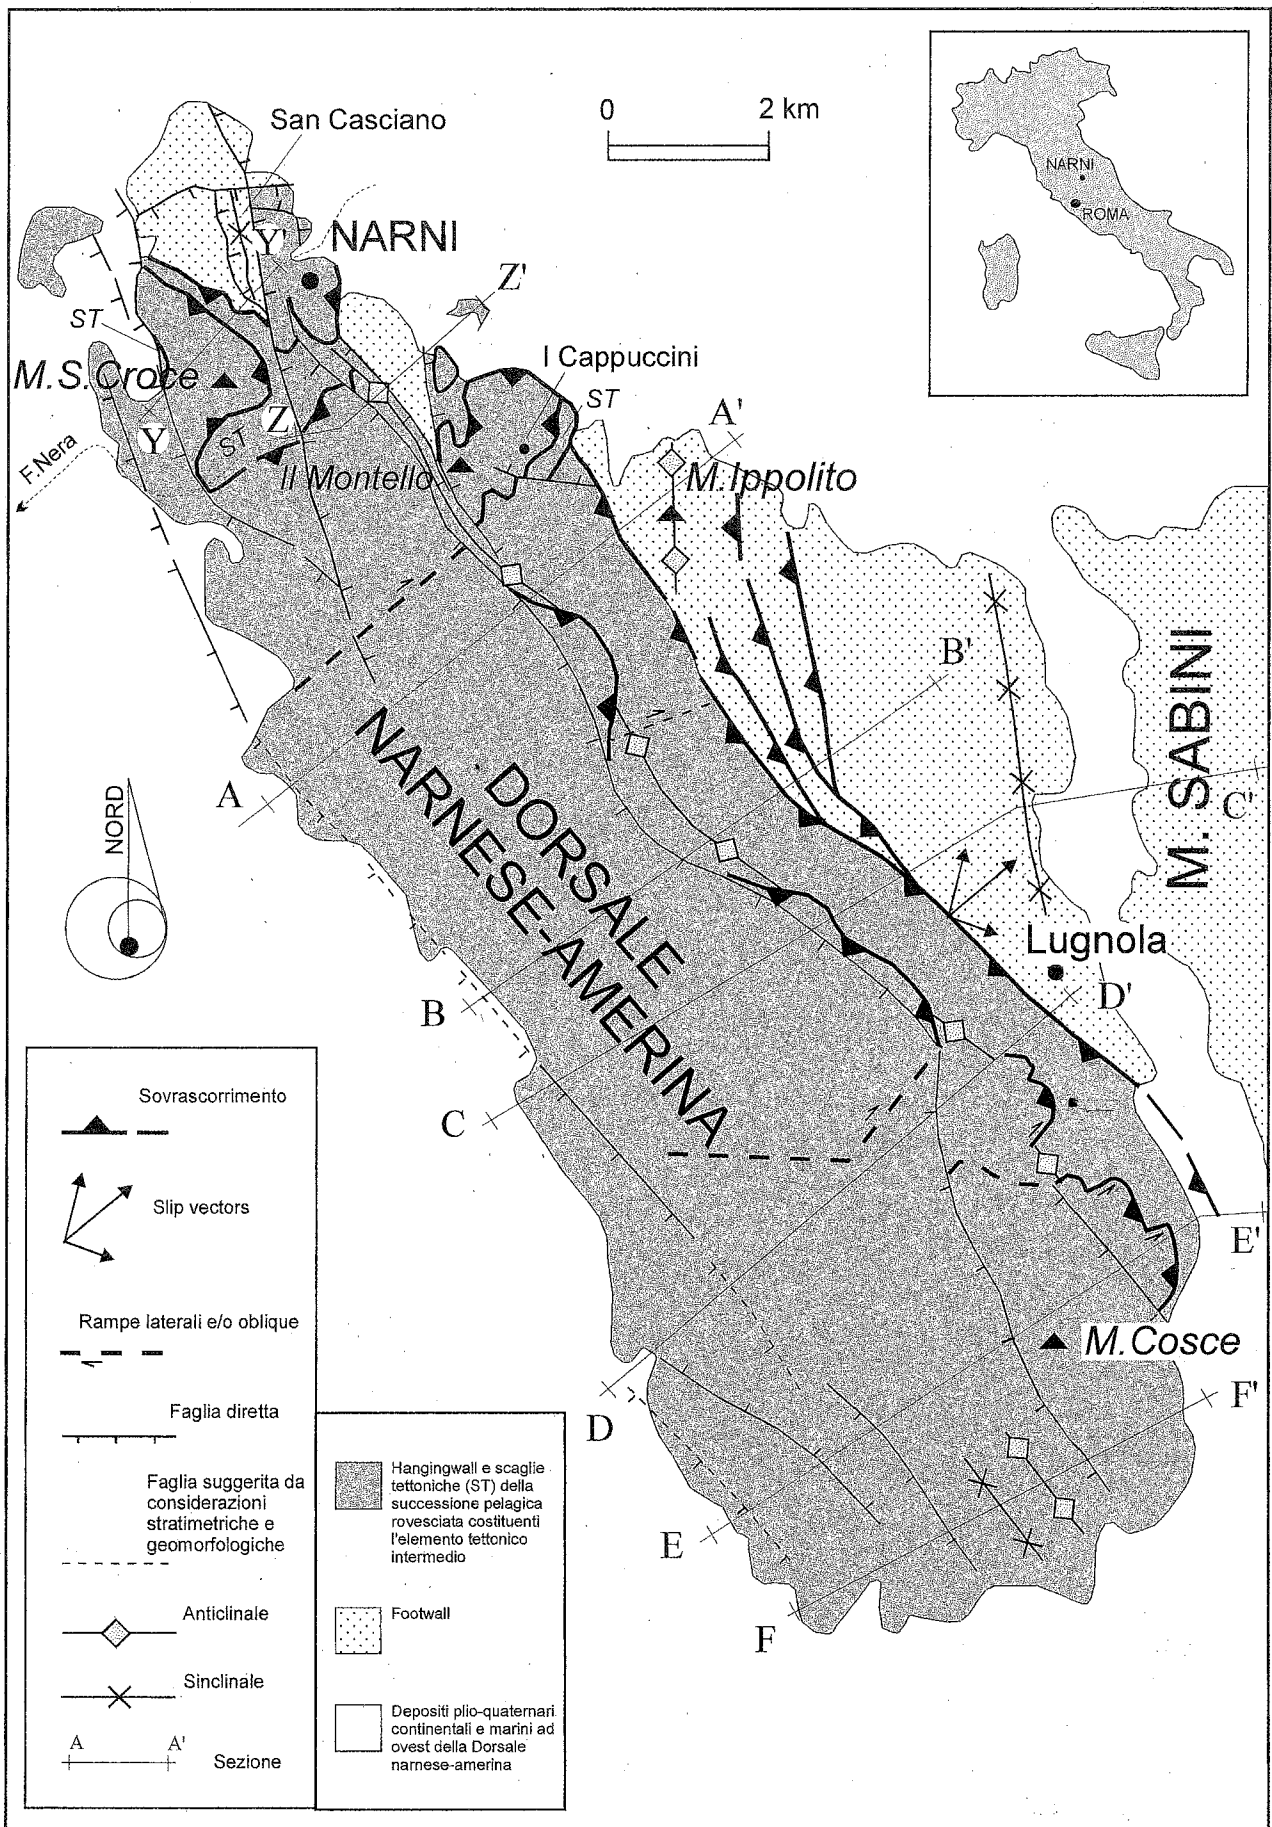 San Casciano
0
2 km
NARNI
ROMA
Y'
NARNI
Z'
ST
M.S.Croce
I Cappuccini
ST
A'
Y
Z
ST
F.Nera
Il Montello
M.Ippolito
B'
M. SABINI
C'
A
NORD
DORSALE
NARNESE-AMERINA
Lugnola
D'
B
C
E'
M.Cosce
D
F'
E
F
Sovrascorrimento
Slip vectors
Rampe laterali e/o oblique
Faglia diretta
Faglia suggerita da
considerazioni
stratimetriche e
geomorfologiche
Anticlinale
Sinclinale
A
A'
Sezione
Hangingwall e scaglie
tettoniche (ST) della
successione pelagica
rovesciata costituenti
l'elemento tettonico
intermedio
Footwall
Depositi plio-quaternari
continentali e marini ad
ovest della Dorsale
narnese-amerina